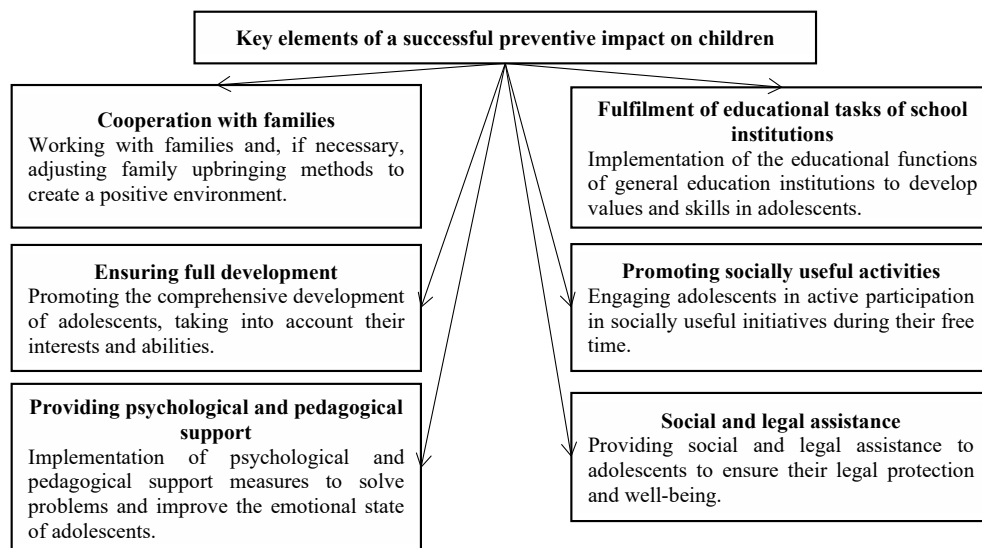 Key elements of a successful preventive impact on children
Cooperation with families
Working with families and, if necessary,
adjusting family upbringing methods to
create a positive environment.
Fulfilment of educational tasks of school
institutions
Implementation of the educational functions
of general education institutions to develop
values and skills in adolescents.
Ensuring full development
Promoting the comprehensive development
of adolescents, taking into account their
interests and abilities.
Promoting socially useful activities
Engaging adolescents in active participation
in socially useful initiatives during their free
time.
Providing psychological and pedagogical
support
Implementation of psychological and
pedagogical support measures to solve
problems and improve the emotional state
of adolescents.
Social and legal assistance
Providing social and legal assistance to
adolescents to ensure their legal protection
and well-being.